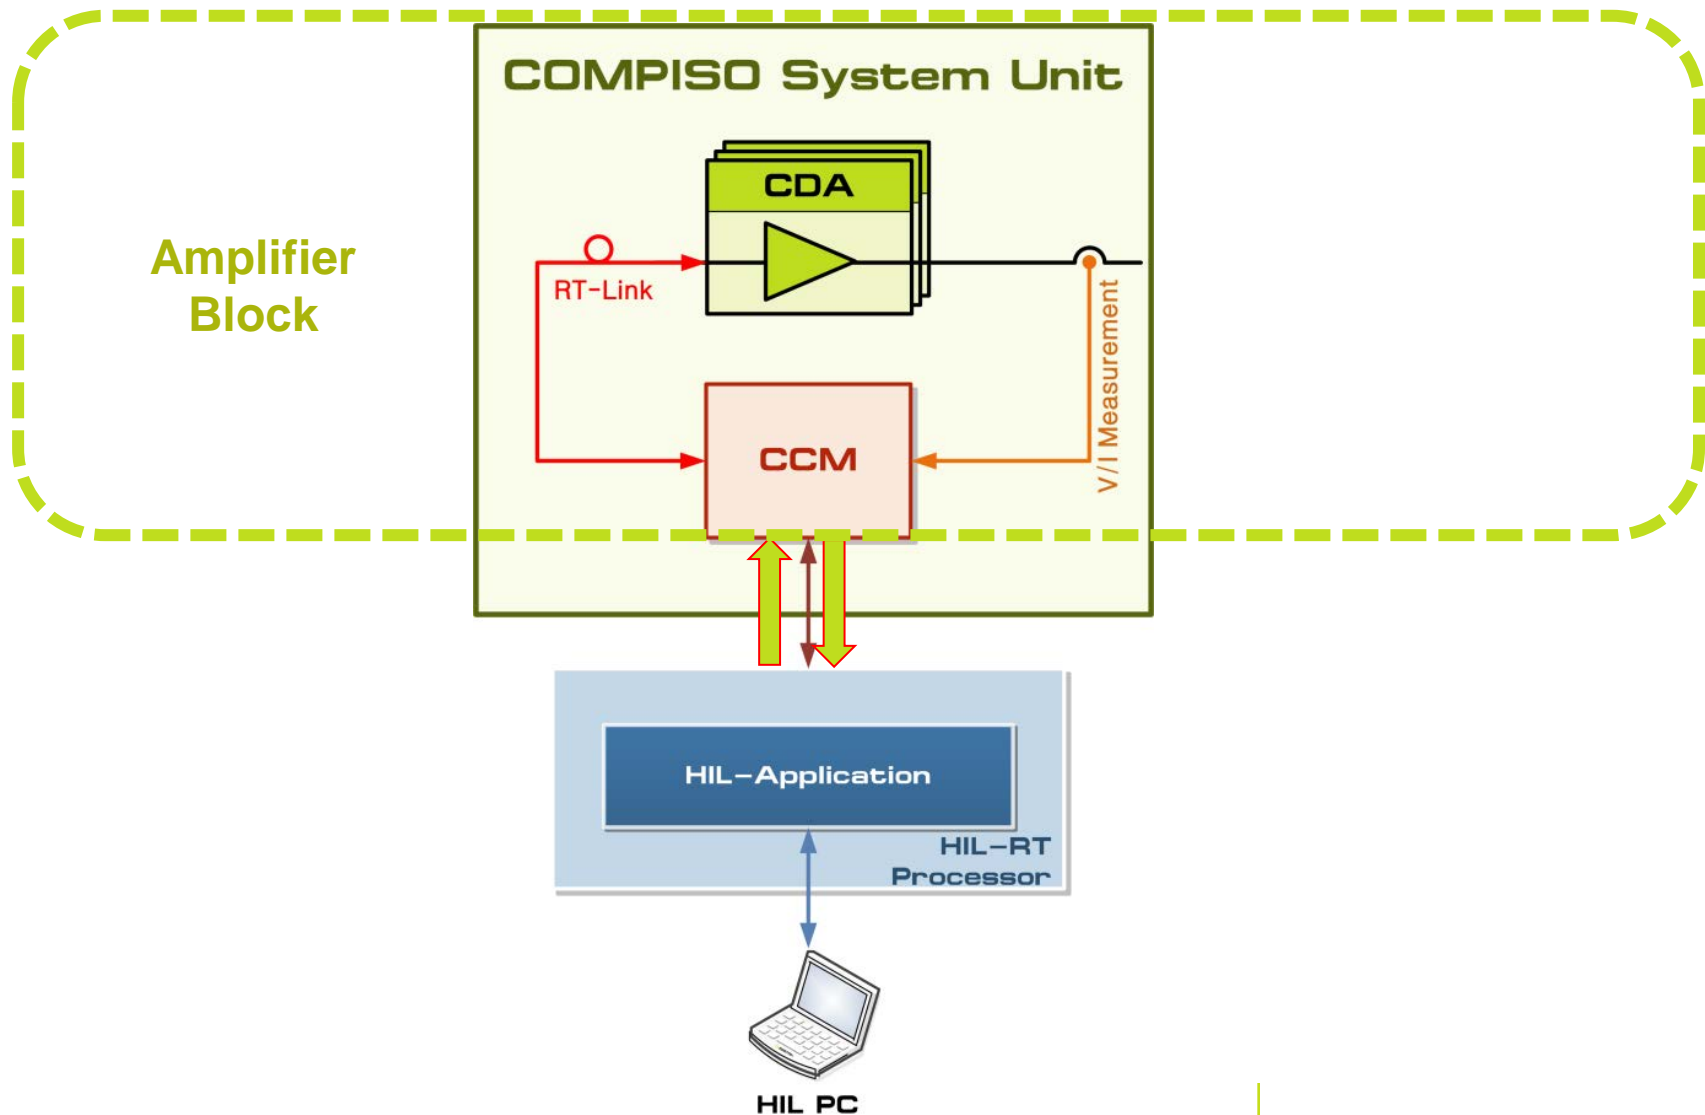 COMPISO System Unit
CDA
Amplifier
Block
RT-Link
V/I Measurement
CCM
HIL-Application
HIL-RT
Processor
HIL PC